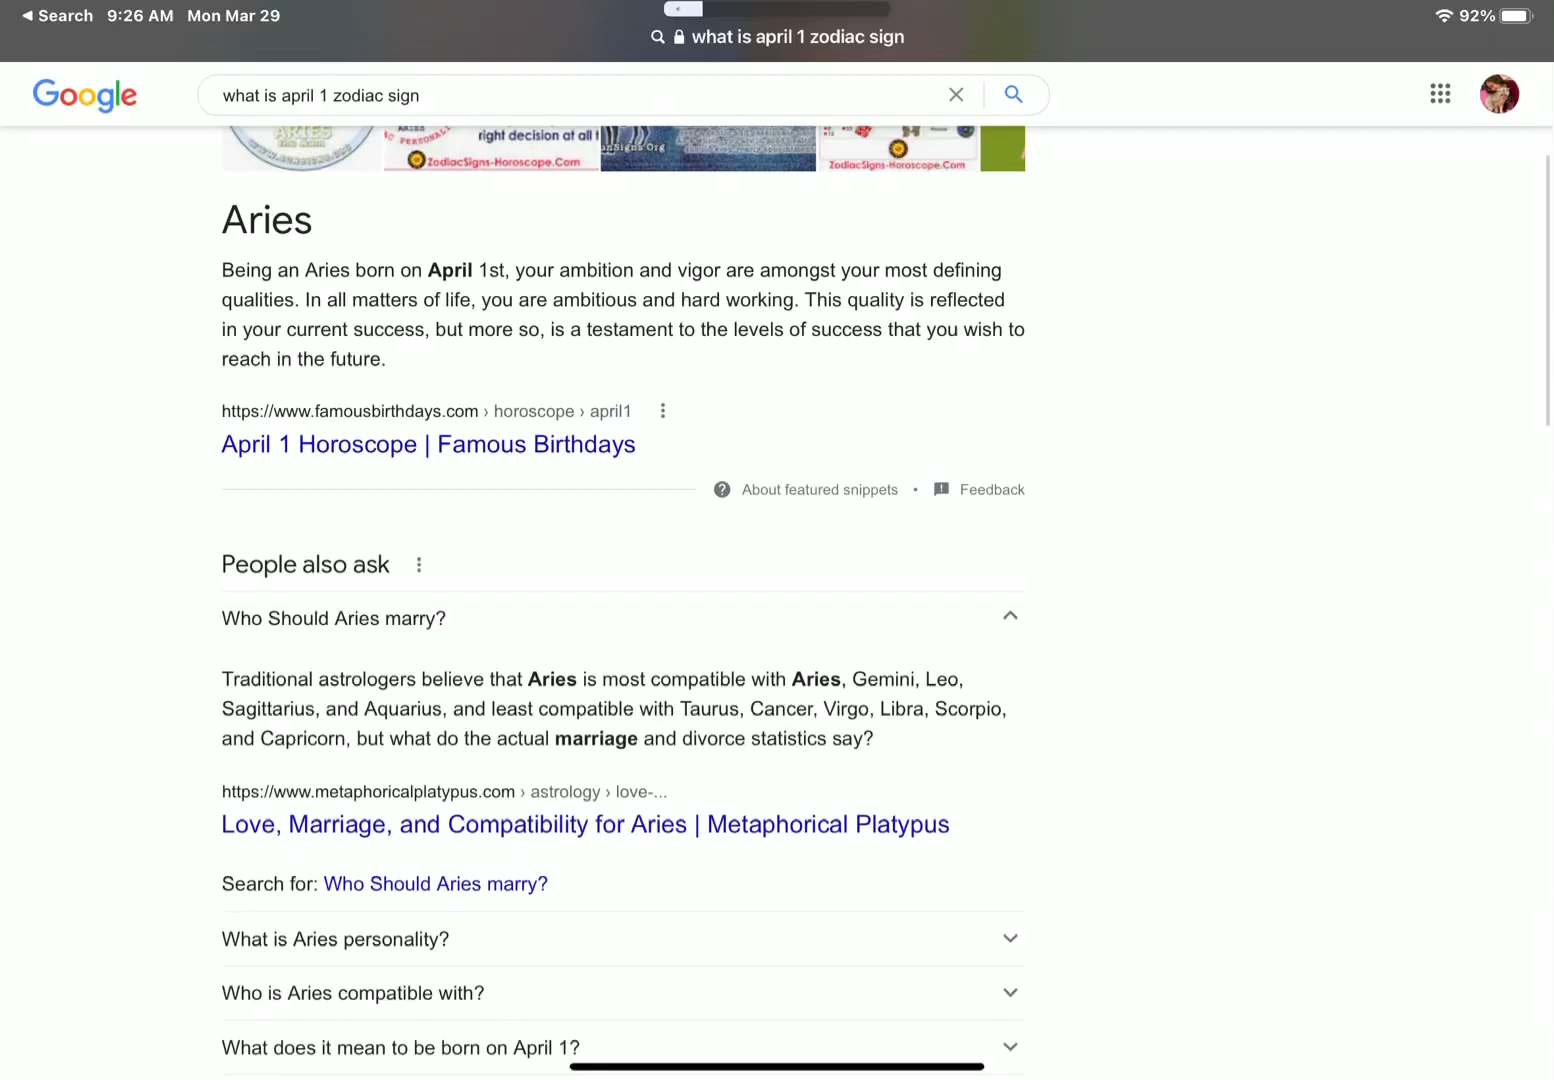 ◀ Search 9:26 AM Mon Mar 29
92%
what is april 1 zodiac sign
Google
what is april 1 zodiac sign
ARIES
WWW.SUNSIGNS.ORG
ARIES
PERSONAL
right decision at all
ZodiacSigns-Horoscope.Com
unSigns.Org
ZodiacSigns-Horoscope.Com
Aries
Being an Aries born on April 1st, your ambition and vigor are amongst your most defining
qualities. In all matters of life, you are ambitious and hard working. This quality is reflected
in your current success, but more so, is a testament to the levels of success that you wish to
reach in the future.
https://www.famousbirthdays.com › horoscope › april1
April 1 Horoscope | Famous Birthdays
About featured snippets • Feedback
People also ask
Who Should Aries marry?
Traditional astrologers believe that Aries is most compatible with Aries, Gemini, Leo,
Sagittarius, and Aquarius, and least compatible with Taurus, Cancer, Virgo, Libra, Scorpio,
and Capricorn, but what do the actual marriage and divorce statistics say?
https://www.metaphoricalplatypus.com › astrology › love-...
Love, Marriage, and Compatibility for Aries | Metaphorical Platypus
Search for: Who Should Aries marry?
What is Aries personality?
Who is Aries compatible with?
What does it mean to be born on April 1?